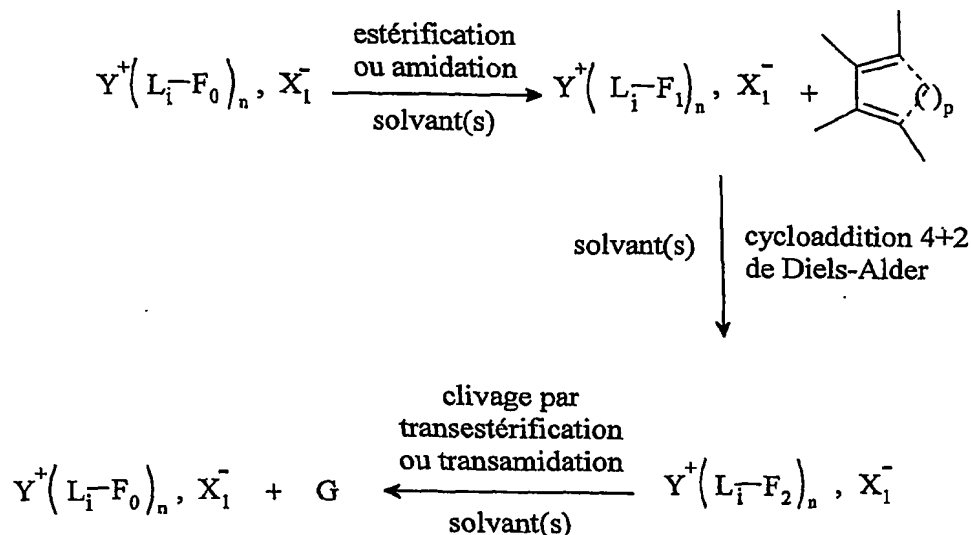 estérification
ou amidation
Y⁺( Lᵢ—F₀ )ₙ , X₁⁻ Y⁺( Lᵢ—F₁ )ₙ , X₁⁻ + ( )ₚ
solvant(s)
solvant(s) cycloaddition 4+2
de Diels-Alder
clivage par
transestérification
ou transamidation
Y⁺( Lᵢ—F₀ )ₙ , X₁⁻ + G Y⁺( Lᵢ—F₂ )ₙ , X₁⁻
solvant(s)